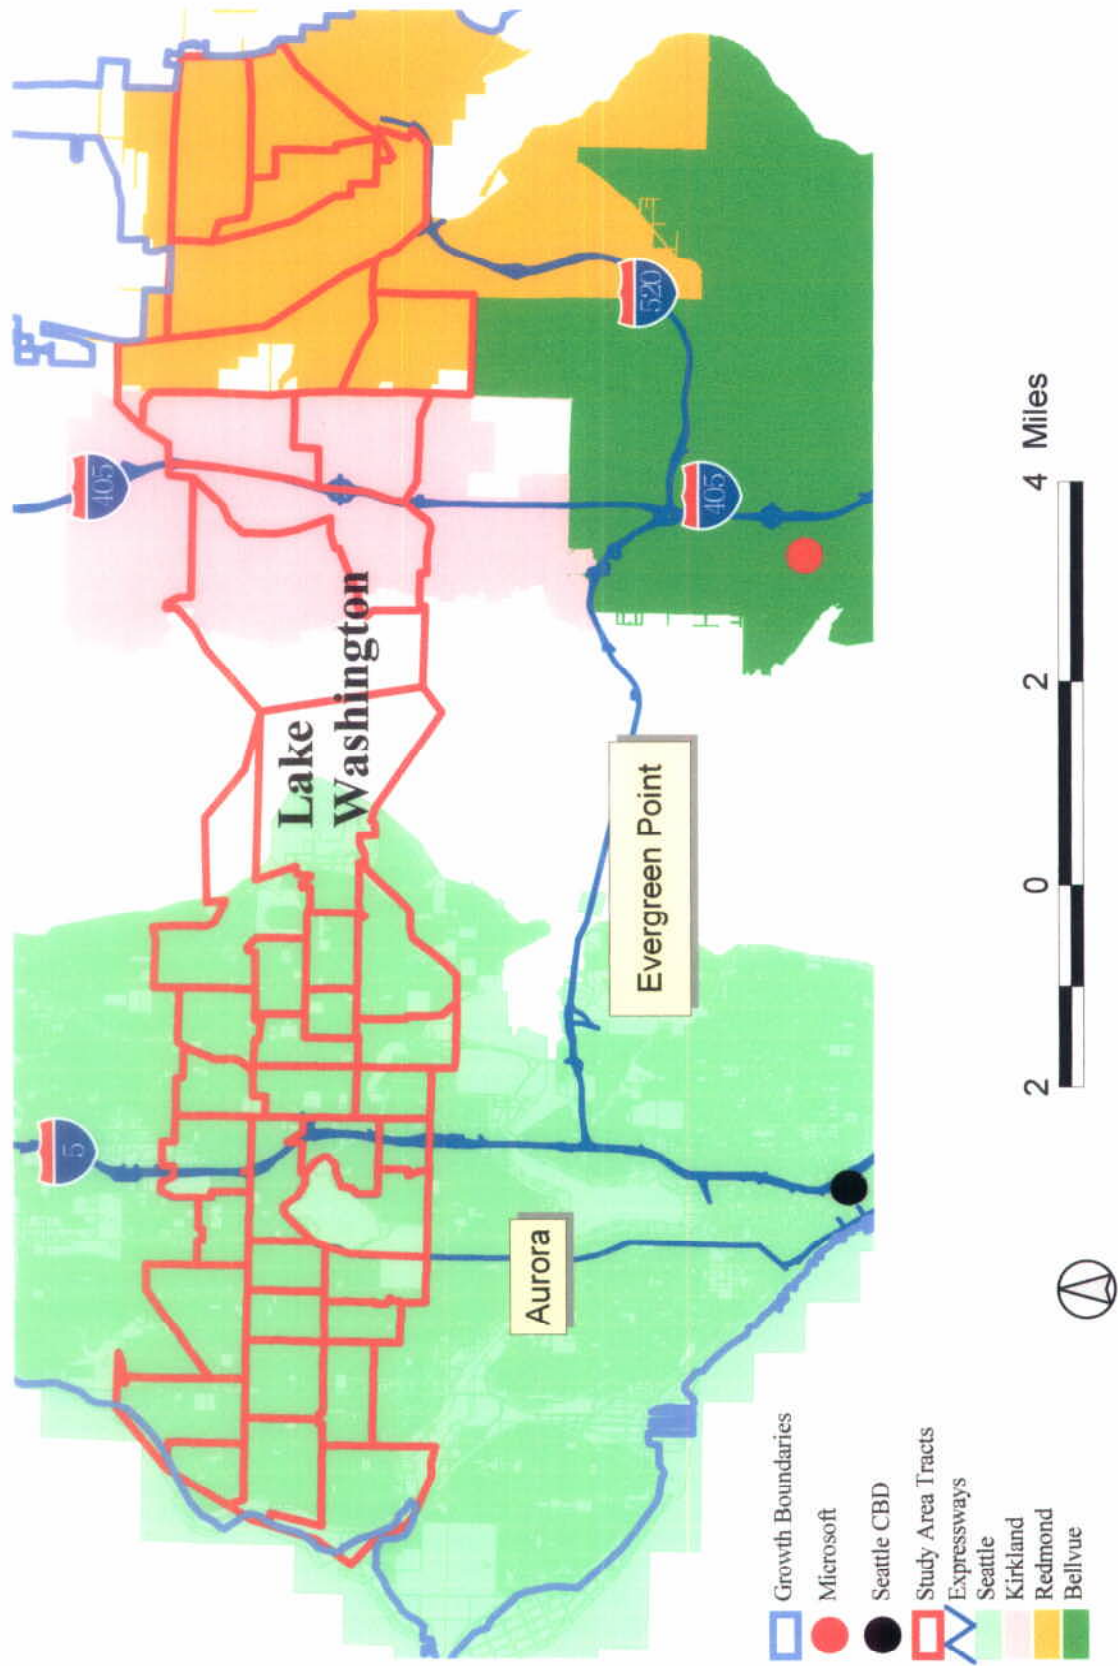 405
5
520
405
Lake
Washington
Evergreen Point
Aurora
2 0 2 4 Miles
Growth Boundaries
Microsoft
Seattle CBD
Study Area Tracts
Expressways
Seattle
Kirkland
Redmond
Bellvue